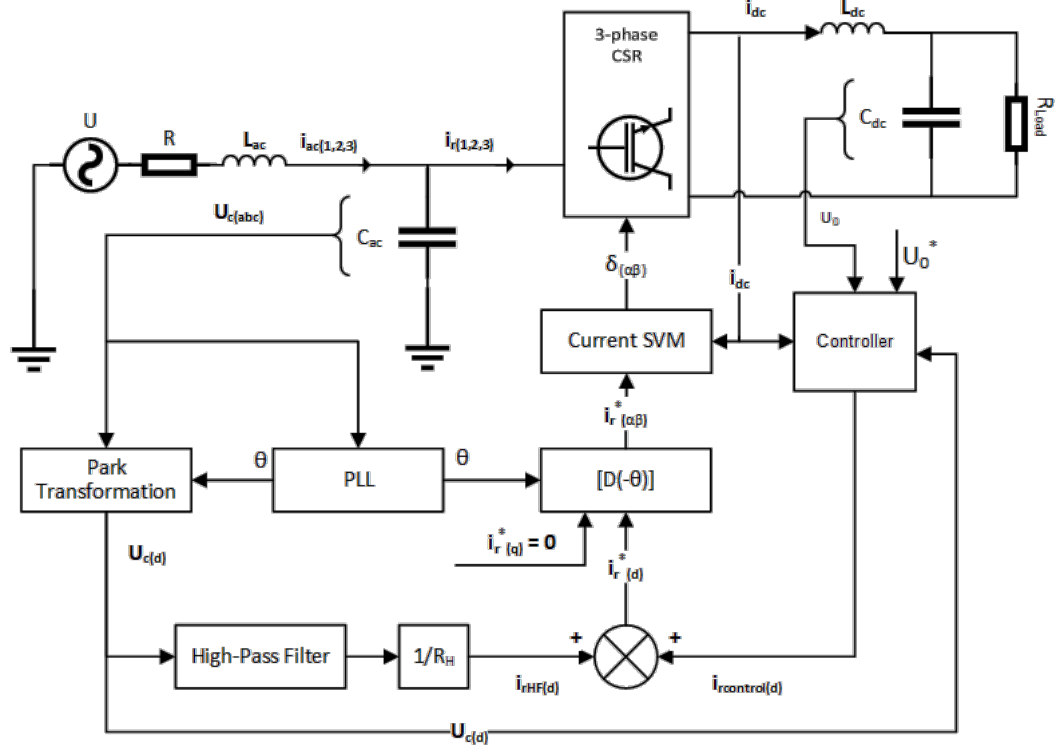 i_dc
L_dc
3-phase
CSR
U
R
L_ac
i_ac(1,2,3)
i_r(1,2,3)
C_dc
R_Load
U_c(abc)
C_ac
U_0
U_0^*
δ_(αβ)
i_dc
Current SVM
Controller
i_r^*_(αβ)
Park
Transformation
θ
PLL
θ
[D(-θ)]
U_c(d)
i_r^*_(q) = 0
i_r^*_(d)
High-Pass Filter
1/R_H
+
+
i_rHF(d)
i_rcontrol(d)
U_c(d)